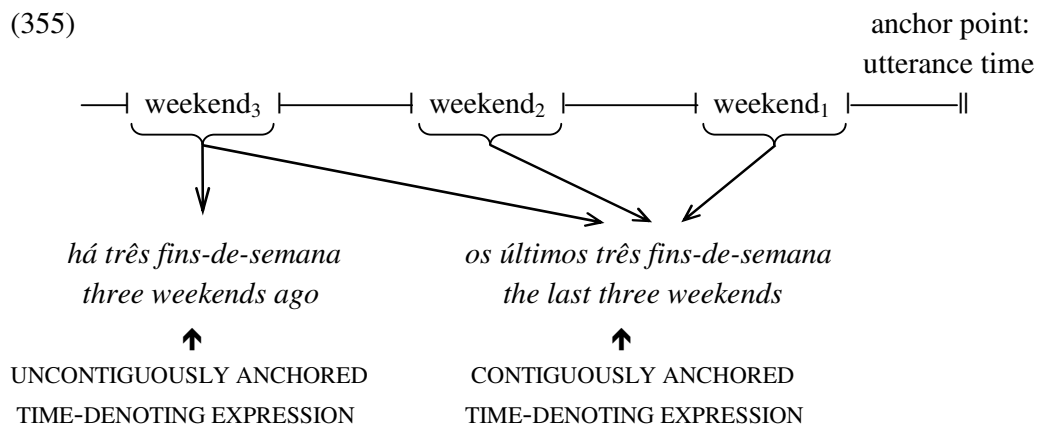 (355)
anchor point:
utterance time
weekend₃ weekend₂ weekend₁
há três fins-de-semana
three weekends ago
os últimos três fins-de-semana
the last three weekends
UNCONTIGUOUSLY ANCHORED
TIME-DENOTING EXPRESSION
CONTIGUOUSLY ANCHORED
TIME-DENOTING EXPRESSION